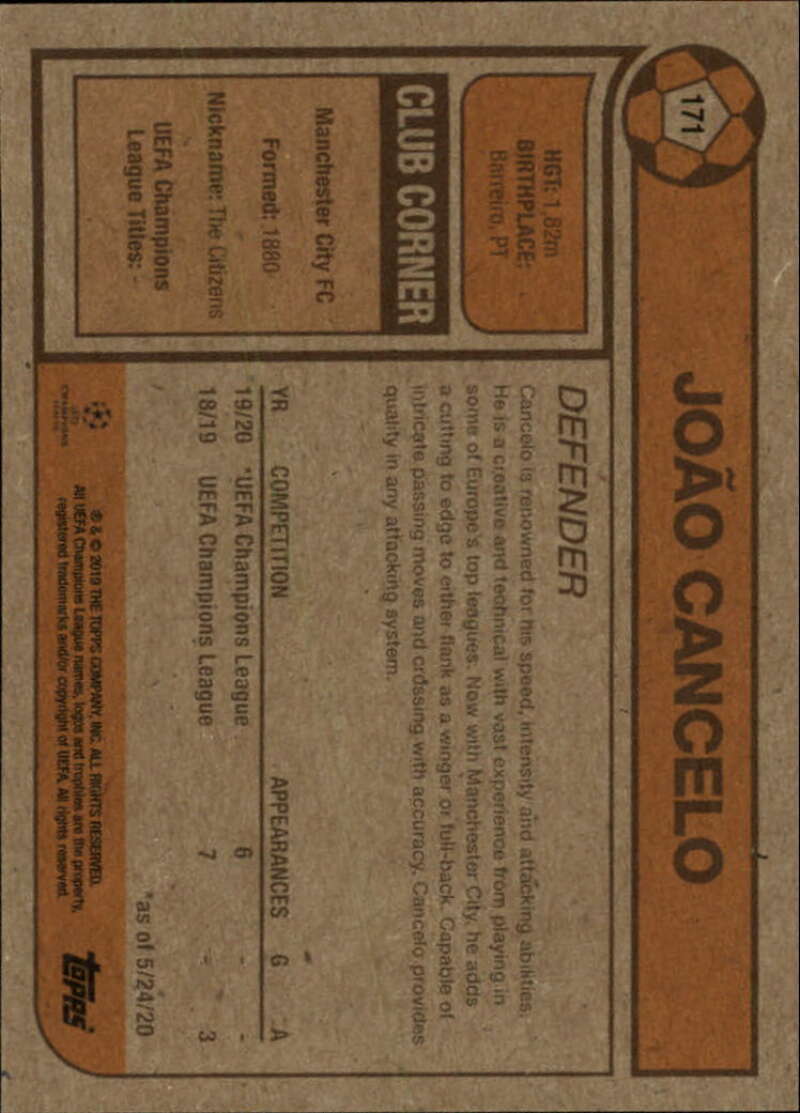 171
JOÃO CANCELO
HGT: 1.82m
BIRTHPLACE:
Barreiro, PT
CLUB CORNER
Manchester City FC
Formed: 1880
Nickname: The Citizens
UEFA Champions
League Titles: -
DEFENDER
Cancelo is renowned for his speed, intensity and attacking abilities.
He is a creative and technical with vast experience from playing in
some of Europe's top leagues. Now with Manchester City, he adds
a cutting to edge to either flank as a winger or full-back. Capable of
intricate passing moves and crossing with accuracy, Cancelo provides
quality in any attacking system.
YR COMPETITION APPEARANCES G A
19/20 *UEFA Champions League 6 - -
18/19 UEFA Champions League 7 - 3
*as of 5/24/20
UEFA
CHAMPIONS
LEAGUE
® & © 2019 THE TOPPS COMPANY, INC. ALL RIGHTS RESERVED.
All UEFA Champions League names, logos and trophies are the property,
registered trademarks and/or copyright of UEFA. All rights reserved.
topps